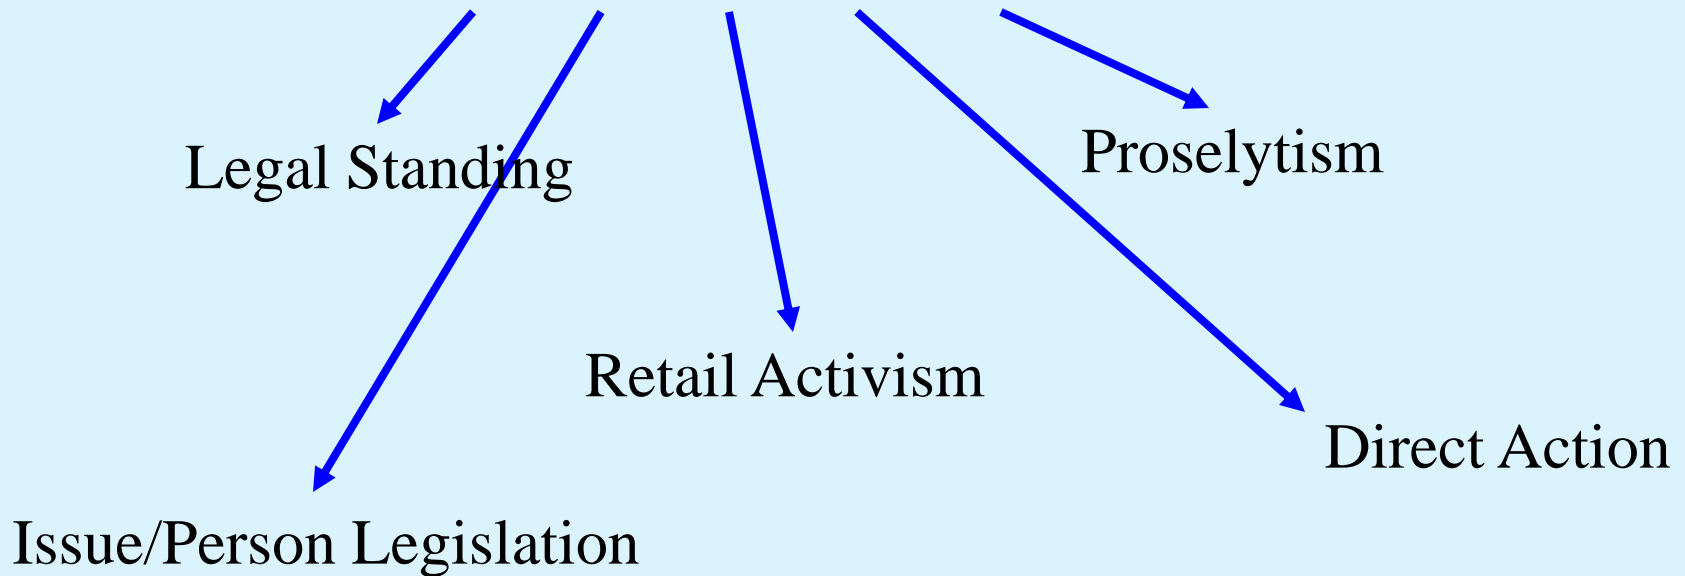 Proselytism
Legal Standing
Retail Activism
Direct Action
Issue/Person Legislation